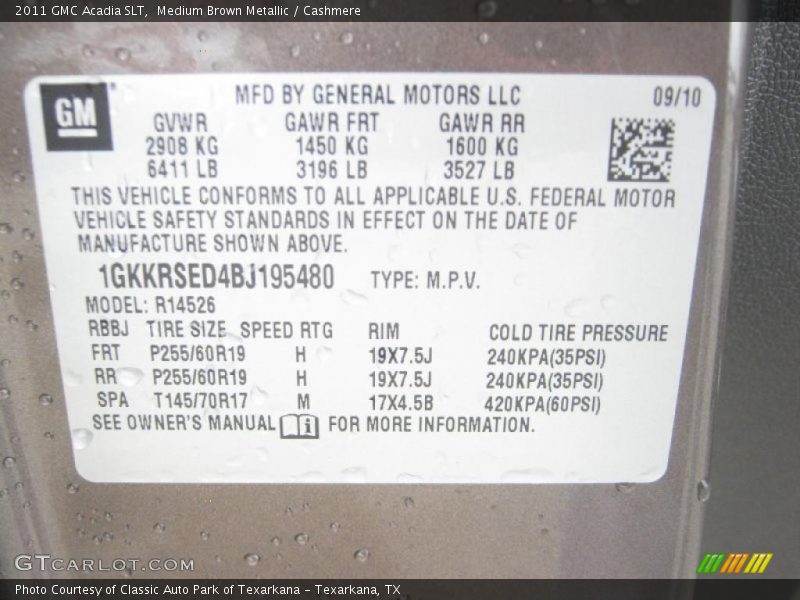 2011 GMC Acadia SLT, Medium Brown Metallic / Cashmere
GM
MFD BY GENERAL MOTORS LLC 09/10
GVWR GAWR FRT GAWR RR
2908 KG 1450 KG 1600 KG
6411 LB 3196 LB 3527 LB
THIS VEHICLE CONFORMS TO ALL APPLICABLE U.S. FEDERAL MOTOR
VEHICLE SAFETY STANDARDS IN EFFECT ON THE DATE OF
MANUFACTURE SHOWN ABOVE.
1GKKRSED4BJ195480 TYPE: M.P.V.
MODEL: R14526
RBBJ TIRE SIZE SPEED RTG RIM COLD TIRE PRESSURE
FRT P255/60R19 H 19X7.5J 240KPA(35PSI)
RR P255/60R19 H 19X7.5J 240KPA(35PSI)
SPA T145/70R17 M 17X4.5B 420KPA(60PSI)
SEE OWNER'S MANUAL i FOR MORE INFORMATION.
GTCARLOT.COM
Photo Courtesy of Classic Auto Park of Texarkana - Texarkana, TX